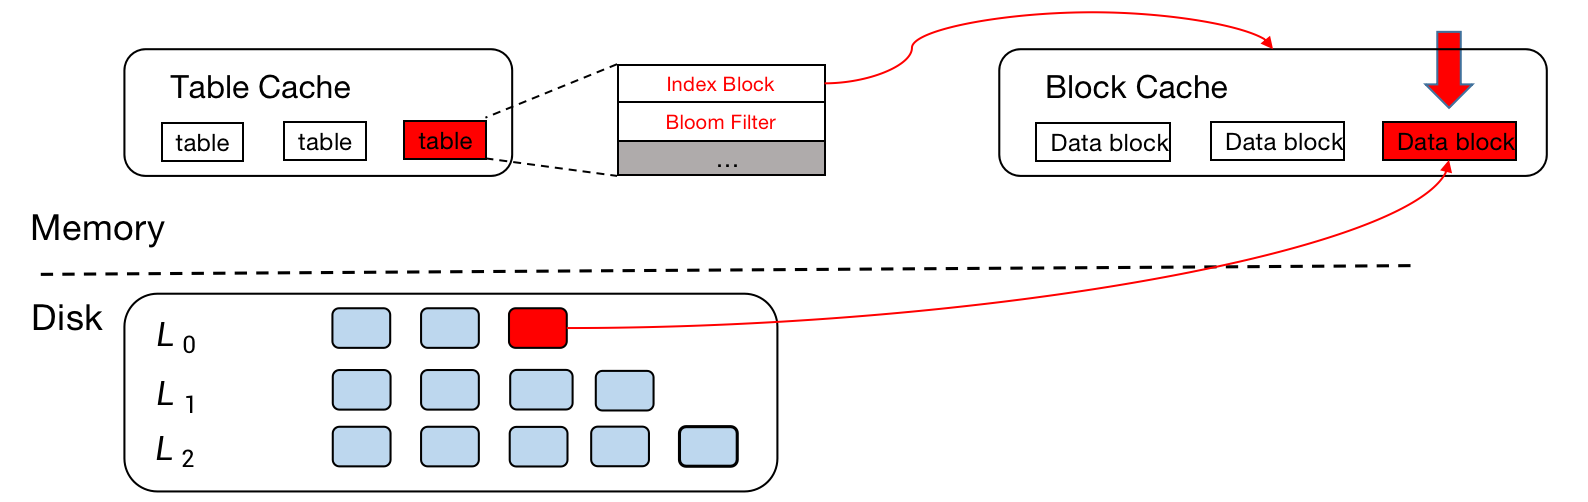 Table Cache
table
table
table
Index Block
Bloom Filter
...
Block Cache
Data block
Data block
Data block
Memory
Disk
L 0
L 1
L 2